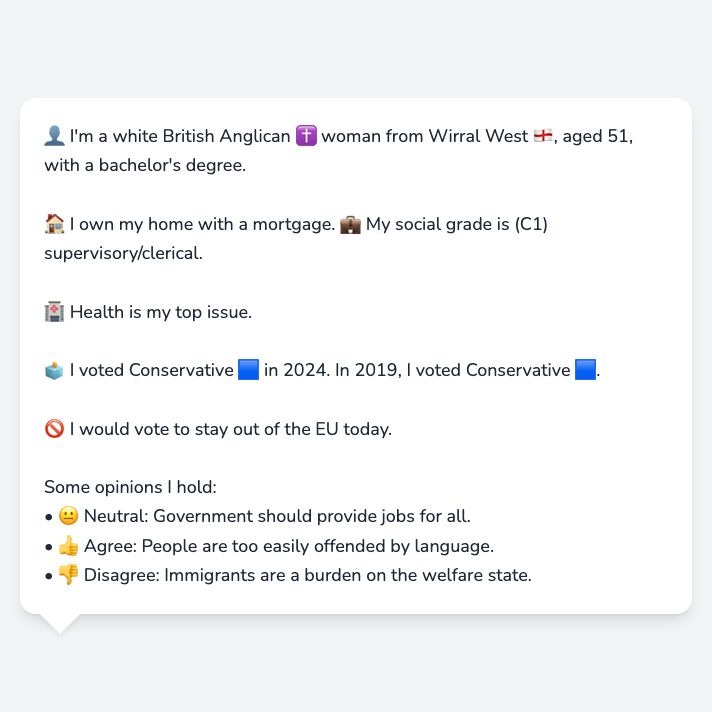 👤 I'm a white British Anglican ✝️ woman from Wirral West 🏴󠁧󠁢󠁥󠁮󠁧󠁿, aged 51,
with a bachelor's degree.
🏠 I own my home with a mortgage. 💼 My social grade is (C1)
supervisory/clerical.
🏥 Health is my top issue.
🗳️ I voted Conservative 🟦 in 2024. In 2019, I voted Conservative 🟦.
🚫 I would vote to stay out of the EU today.
Some opinions I hold:
• 😐 Neutral: Government should provide jobs for all.
• 👍 Agree: People are too easily offended by language.
• 👎 Disagree: Immigrants are a burden on the welfare state.